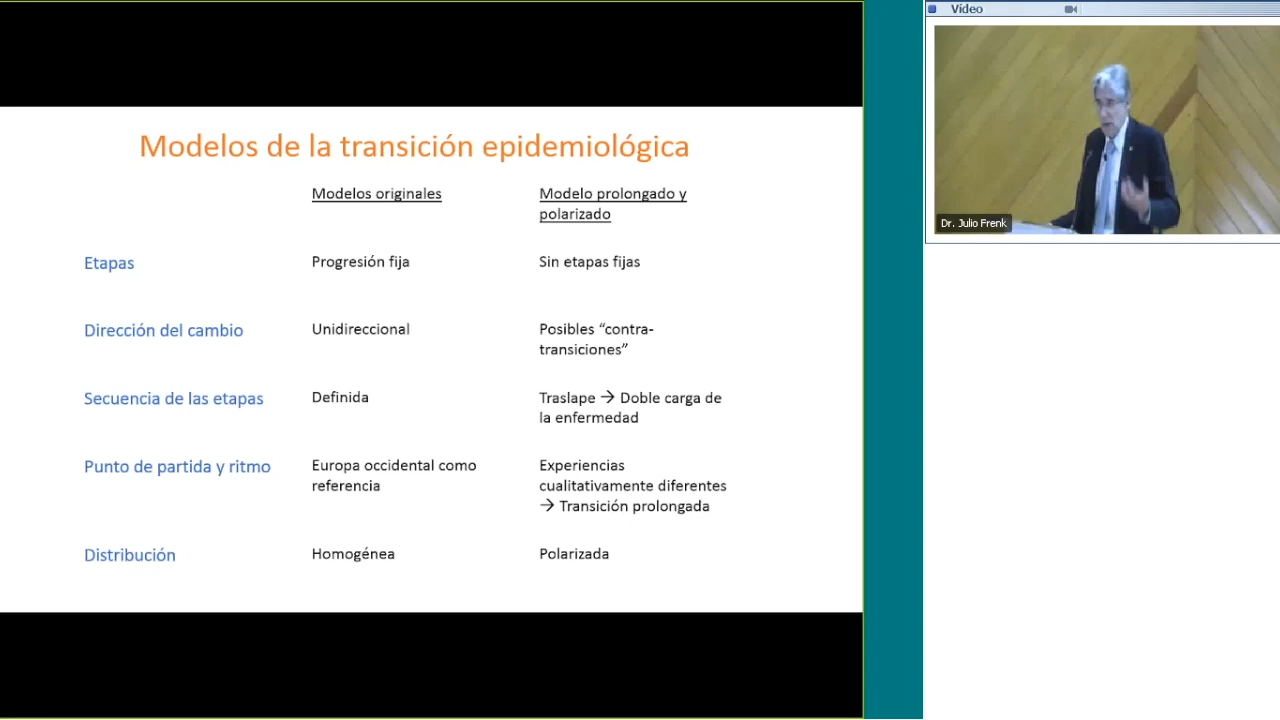 Modelos de la transición epidemiológica
Modelos originales
Modelo prolongado y
polarizado
Etapas
Progresión fija
Sin etapas fijas
Dirección del cambio
Unidireccional
Posibles “contra-
transiciones”
Secuencia de las etapas
Definida
Traslape → Doble carga de
la enfermedad
Punto de partida y ritmo
Europa occidental como
referencia
Experiencias
cualitativamente diferentes
→ Transición prolongada
Distribución
Homogénea
Polarizada
Vídeo
Dr. Julio Frenk